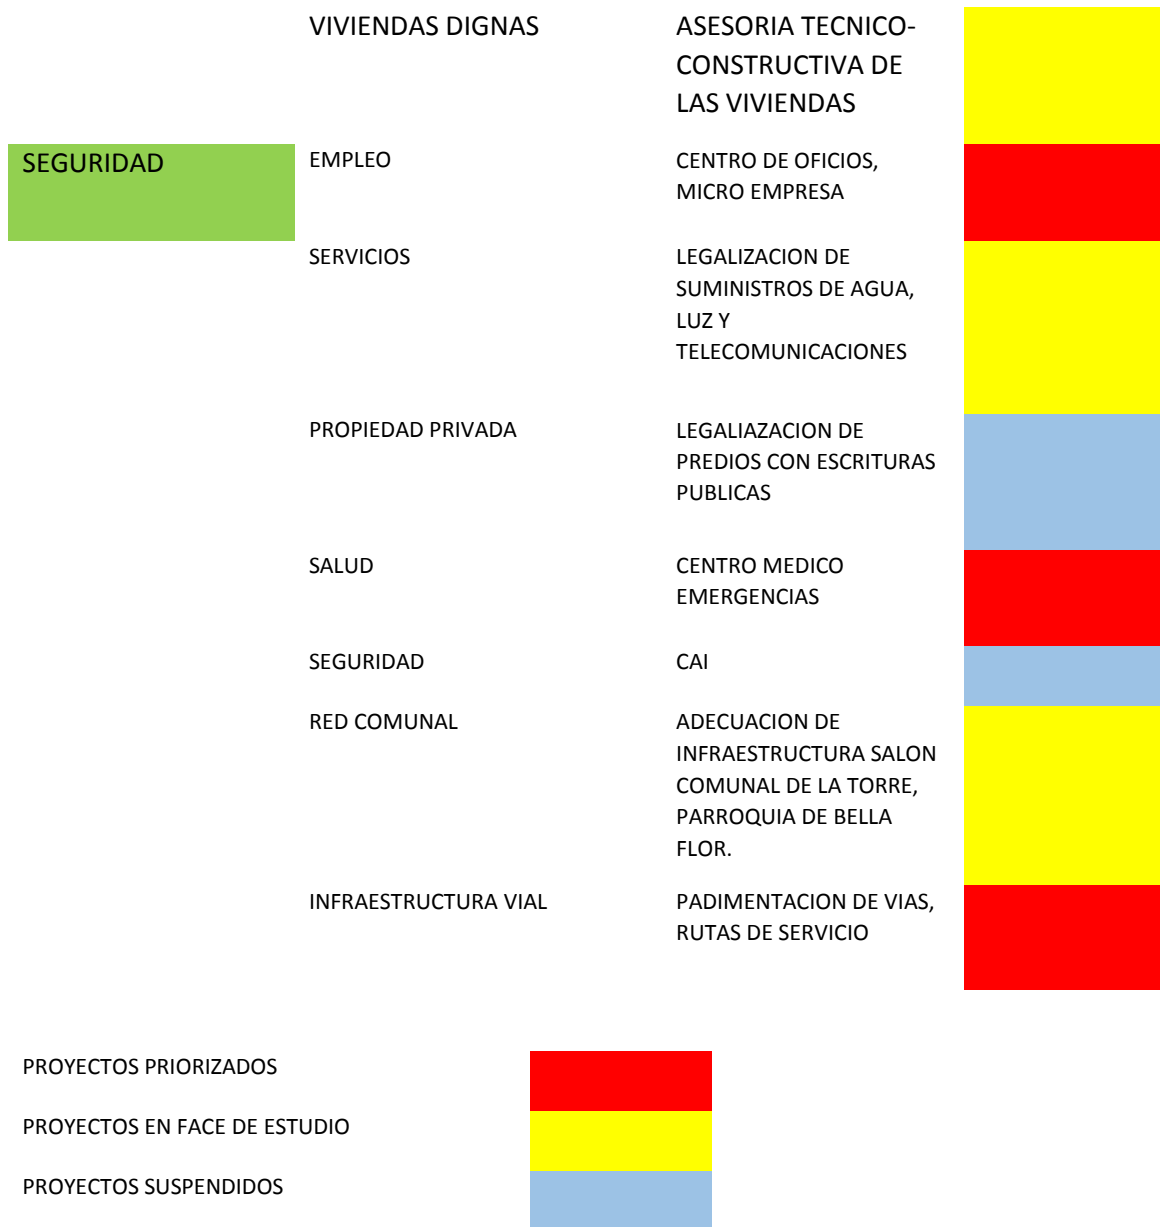 VIVIENDAS DIGNAS
ASESORIA TECNICO-
CONSTRUCTIVA DE
LAS VIVIENDAS
SEGURIDAD
EMPLEO
CENTRO DE OFICIOS,
MICRO EMPRESA
SERVICIOS
LEGALIZACION DE
SUMINISTROS DE AGUA,
LUZ Y
TELECOMUNICACIONES
PROPIEDAD PRIVADA
LEGALIAZACION DE
PREDIOS CON ESCRITURAS
PUBLICAS
SALUD
CENTRO MEDICO
EMERGENCIAS
SEGURIDAD
CAI
RED COMUNAL
ADECUACION DE
INFRAESTRUCTURA SALON
COMUNAL DE LA TORRE,
PARROQUIA DE BELLA
FLOR.
INFRAESTRUCTURA VIAL
PADIMENTACION DE VIAS,
RUTAS DE SERVICIO
PROYECTOS PRIORIZADOS
PROYECTOS EN FACE DE ESTUDIO
PROYECTOS SUSPENDIDOS